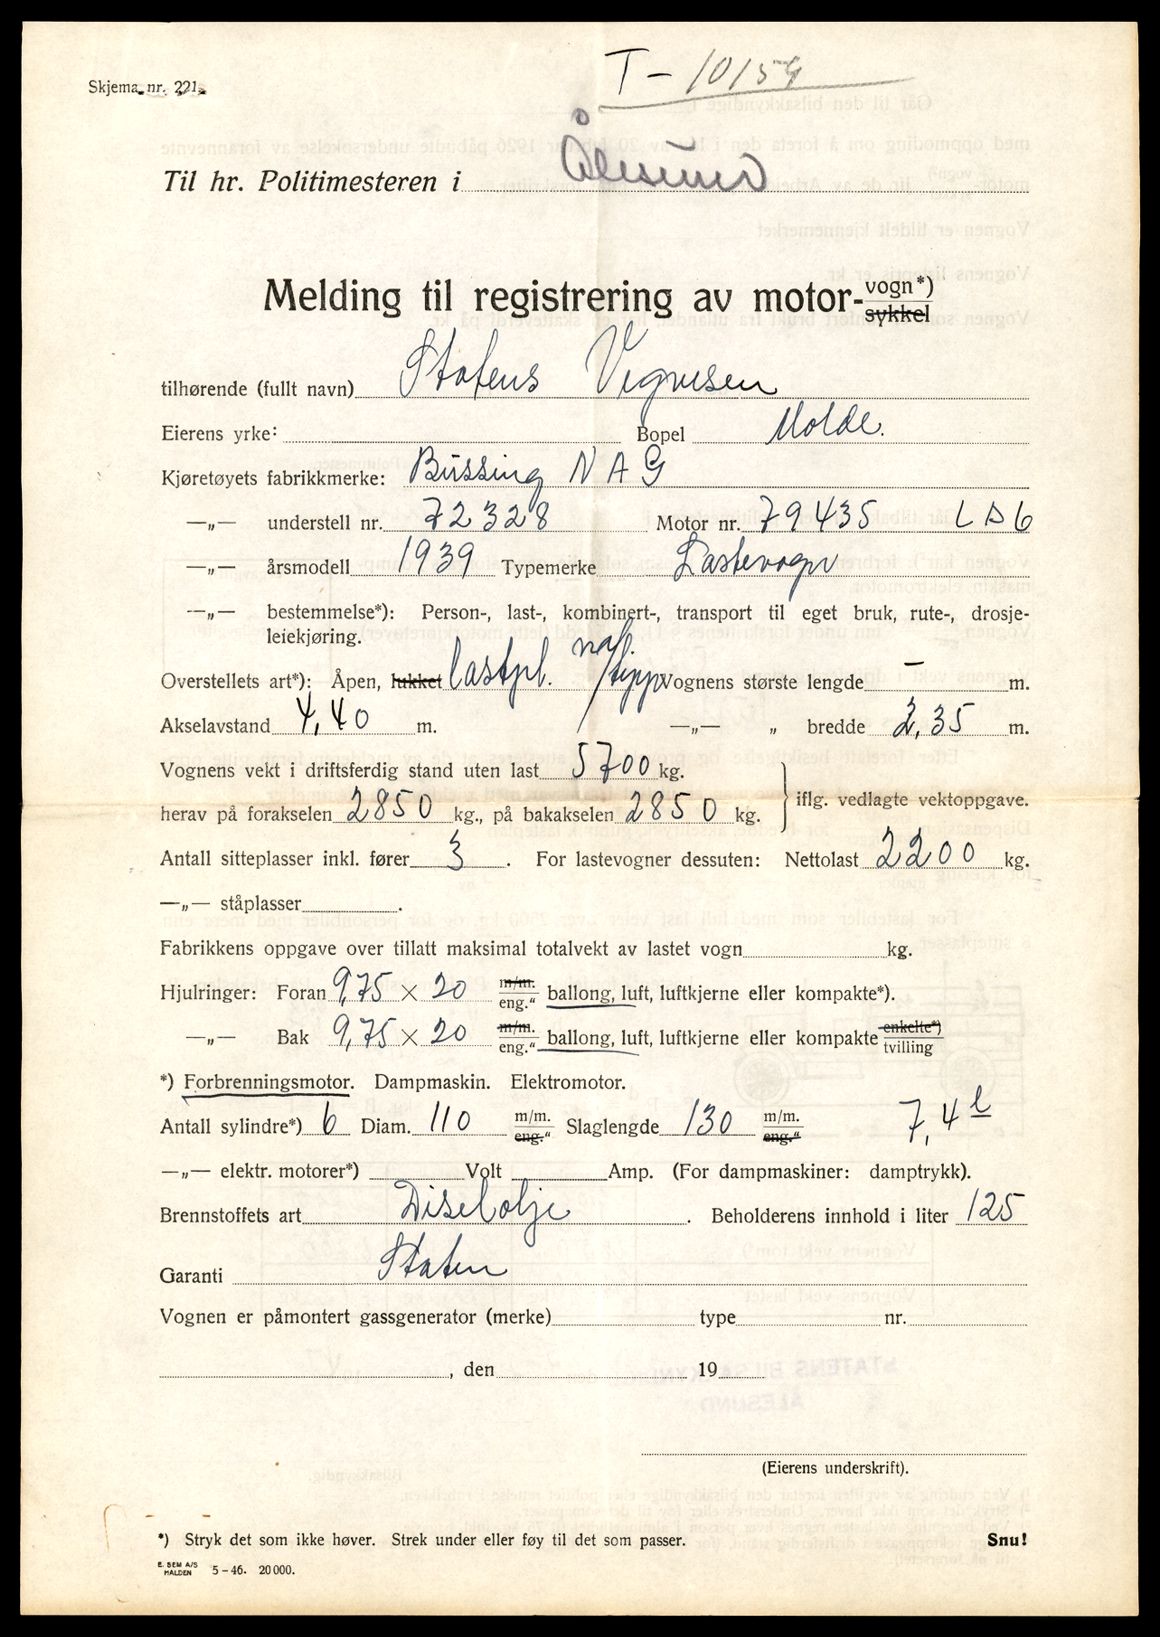 Skjema nr. 221.
T - 10159
Til hr. Politimesteren i Ålesund
Melding til registrering av motor-vogn*)
sykkel
tilhørende (fullt navn) Statens Vegvesen
Eierens yrke: Bopel Molde.
Kjøretøyets fabrikkmerke: Büssing N A G
—„— understell nr. 72328 Motor nr. 79435 L D 6
—„— årsmodell 1939 Typemerke Lastevogn
—„— bestemmelse*): Person-, last-, kombinert-, transport til eget bruk, rute-, drosje-
leiekjøring.
Overstellets art*): Åpen, lukket lastpl. m/tipp Vognens største lengde — m.
Akselavstand 4,40 m. —„— „ bredde 2,35 m.
Vognens vekt i driftsferdig stand uten last 5700 kg.
herav på forakselen 2850 kg., på bakakselen 2850 kg. iflg. vedlagte vektoppgave.
Antall sitteplasser inkl. fører 3. For lastevogner dessuten: Nettolast 2200 kg.
—„— ståplasser .
Fabrikkens oppgave over tillatt maksimal totalvekt av lastet vogn kg.
Hjulringer: Foran 9,75 × 20 m/m. eng.“ ballong, luft, luftkjerne eller kompakte*).
—„— Bak 9,75 × 20 m/m. eng.“ ballong, luft, luftkjerne eller kompakte enkelte*) tvilling
*) Forbrenningsmotor. Dampmaskin. Elektromotor.
Antall sylindre*) 6 Diam. 110 m/m. eng.“ Slaglengde 130 m/m. eng.“ 7,4 l
—„— elektr. motorer*) Volt Amp. (For dampmaskiner: damptrykk).
Brennstoffets art Diselolje. Beholderens innhold i liter 125
Garanti Staten
Vognen er påmontert gassgenerator (merke) type nr.
, den 19
(Eierens underskrift).
*) Stryk det som ikke høver. Strek under eller føy til det som passer. Snu!
E. SEM A/S HALDEN 5-46. 20 000.